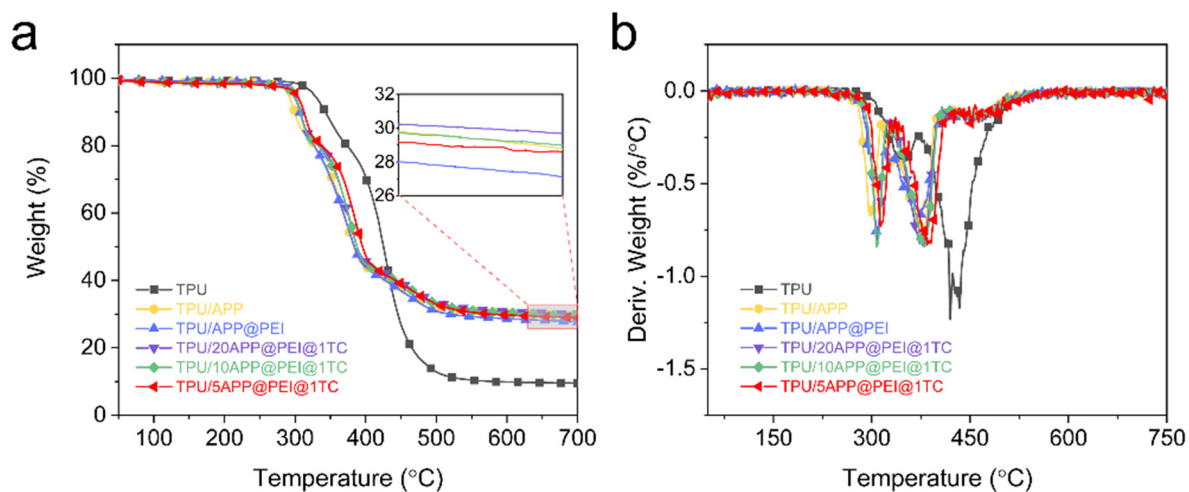 a
100
80
60
40
20
0
Weight (%)
32
30
28
26
TPU
TPU/APP
TPU/APP@PEI
TPU/20APP@PEI@1TC
TPU/10APP@PEI@1TC
TPU/5APP@PEI@1TC
100 200 300 400 500 600 700
Temperature (°C)
b
0.0
-0.5
-1.0
-1.5
Deriv. Weight (%/°C)
TPU
TPU/APP
TPU/APP@PEI
TPU/20APP@PEI@1TC
TPU/10APP@PEI@1TC
TPU/5APP@PEI@1TC
150 300 450 600 750
Temperature (°C)